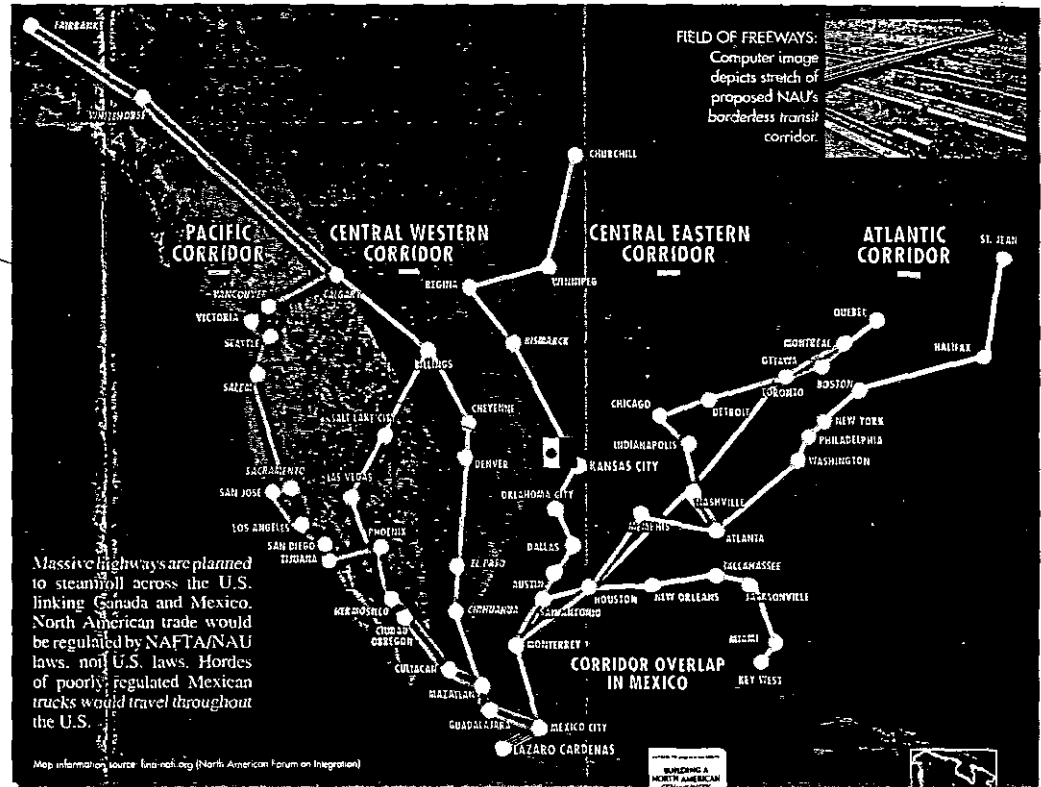 FAIRBANK
WHITEHORSE
FIELD OF FREEWAYS:
Computer image
depicts stretch of
proposed NAU's
borderless transit
corridor.
CHURCHILL
PACIFIC
CORRIDOR
CENTRAL WESTERN
CORRIDOR
CENTRAL EASTERN
CORRIDOR
ATLANTIC
CORRIDOR
ST. JEAN
CALGARY
REGINA
WINNIPEG
VANCOUVER
VICTORIA
SEATTLE
SALEM
BISMARCK
QUEBEC
MONTREAL
OTTAWA
HALIFAX
BILLINGS
TORONTO
BOSTON
CHICAGO
DETROIT
CHEYENNE
SALT LAKE CITY
NEW YORK
PHILADELPHIA
WASHINGTON
INDIANAPOLIS
DENVER
KANSAS CITY
SACRAMENTO
SAN JOSE
LAS VEGAS
OKLAHOMA CITY
NASHVILLE
MEMPHIS
ATLANTA
LOS ANGELES
PHOENIX
SAN DIEGO
TIJUANA
DALLAS
EL PASO
AUSTIN
TALLAHASSEE
HOUSTON
NEW ORLEANS
JACKSONVILLE
SAN ANTONIO
HERMOSILLO
CHIHUAHUA
CIUDAD
OBREGON
MONTERREY
MIAMI
KEY WEST
CORRIDOR OVERLAP
IN MEXICO
CULIACAN
MAZATLAN
GUADALAJARA
MEXICO CITY
LAZARO CARDENAS
Massive highways are planned
to steamroll across the U.S.
linking Canada and Mexico.
North American trade would
be regulated by NAFTA/NAU
laws, not U.S. laws. Hordes
of poorly regulated Mexican
trucks would travel throughout
the U.S.
Map information source: fina-nafi.org (North American Forum on Integration)
BUILDING A
NORTH AMERICAN